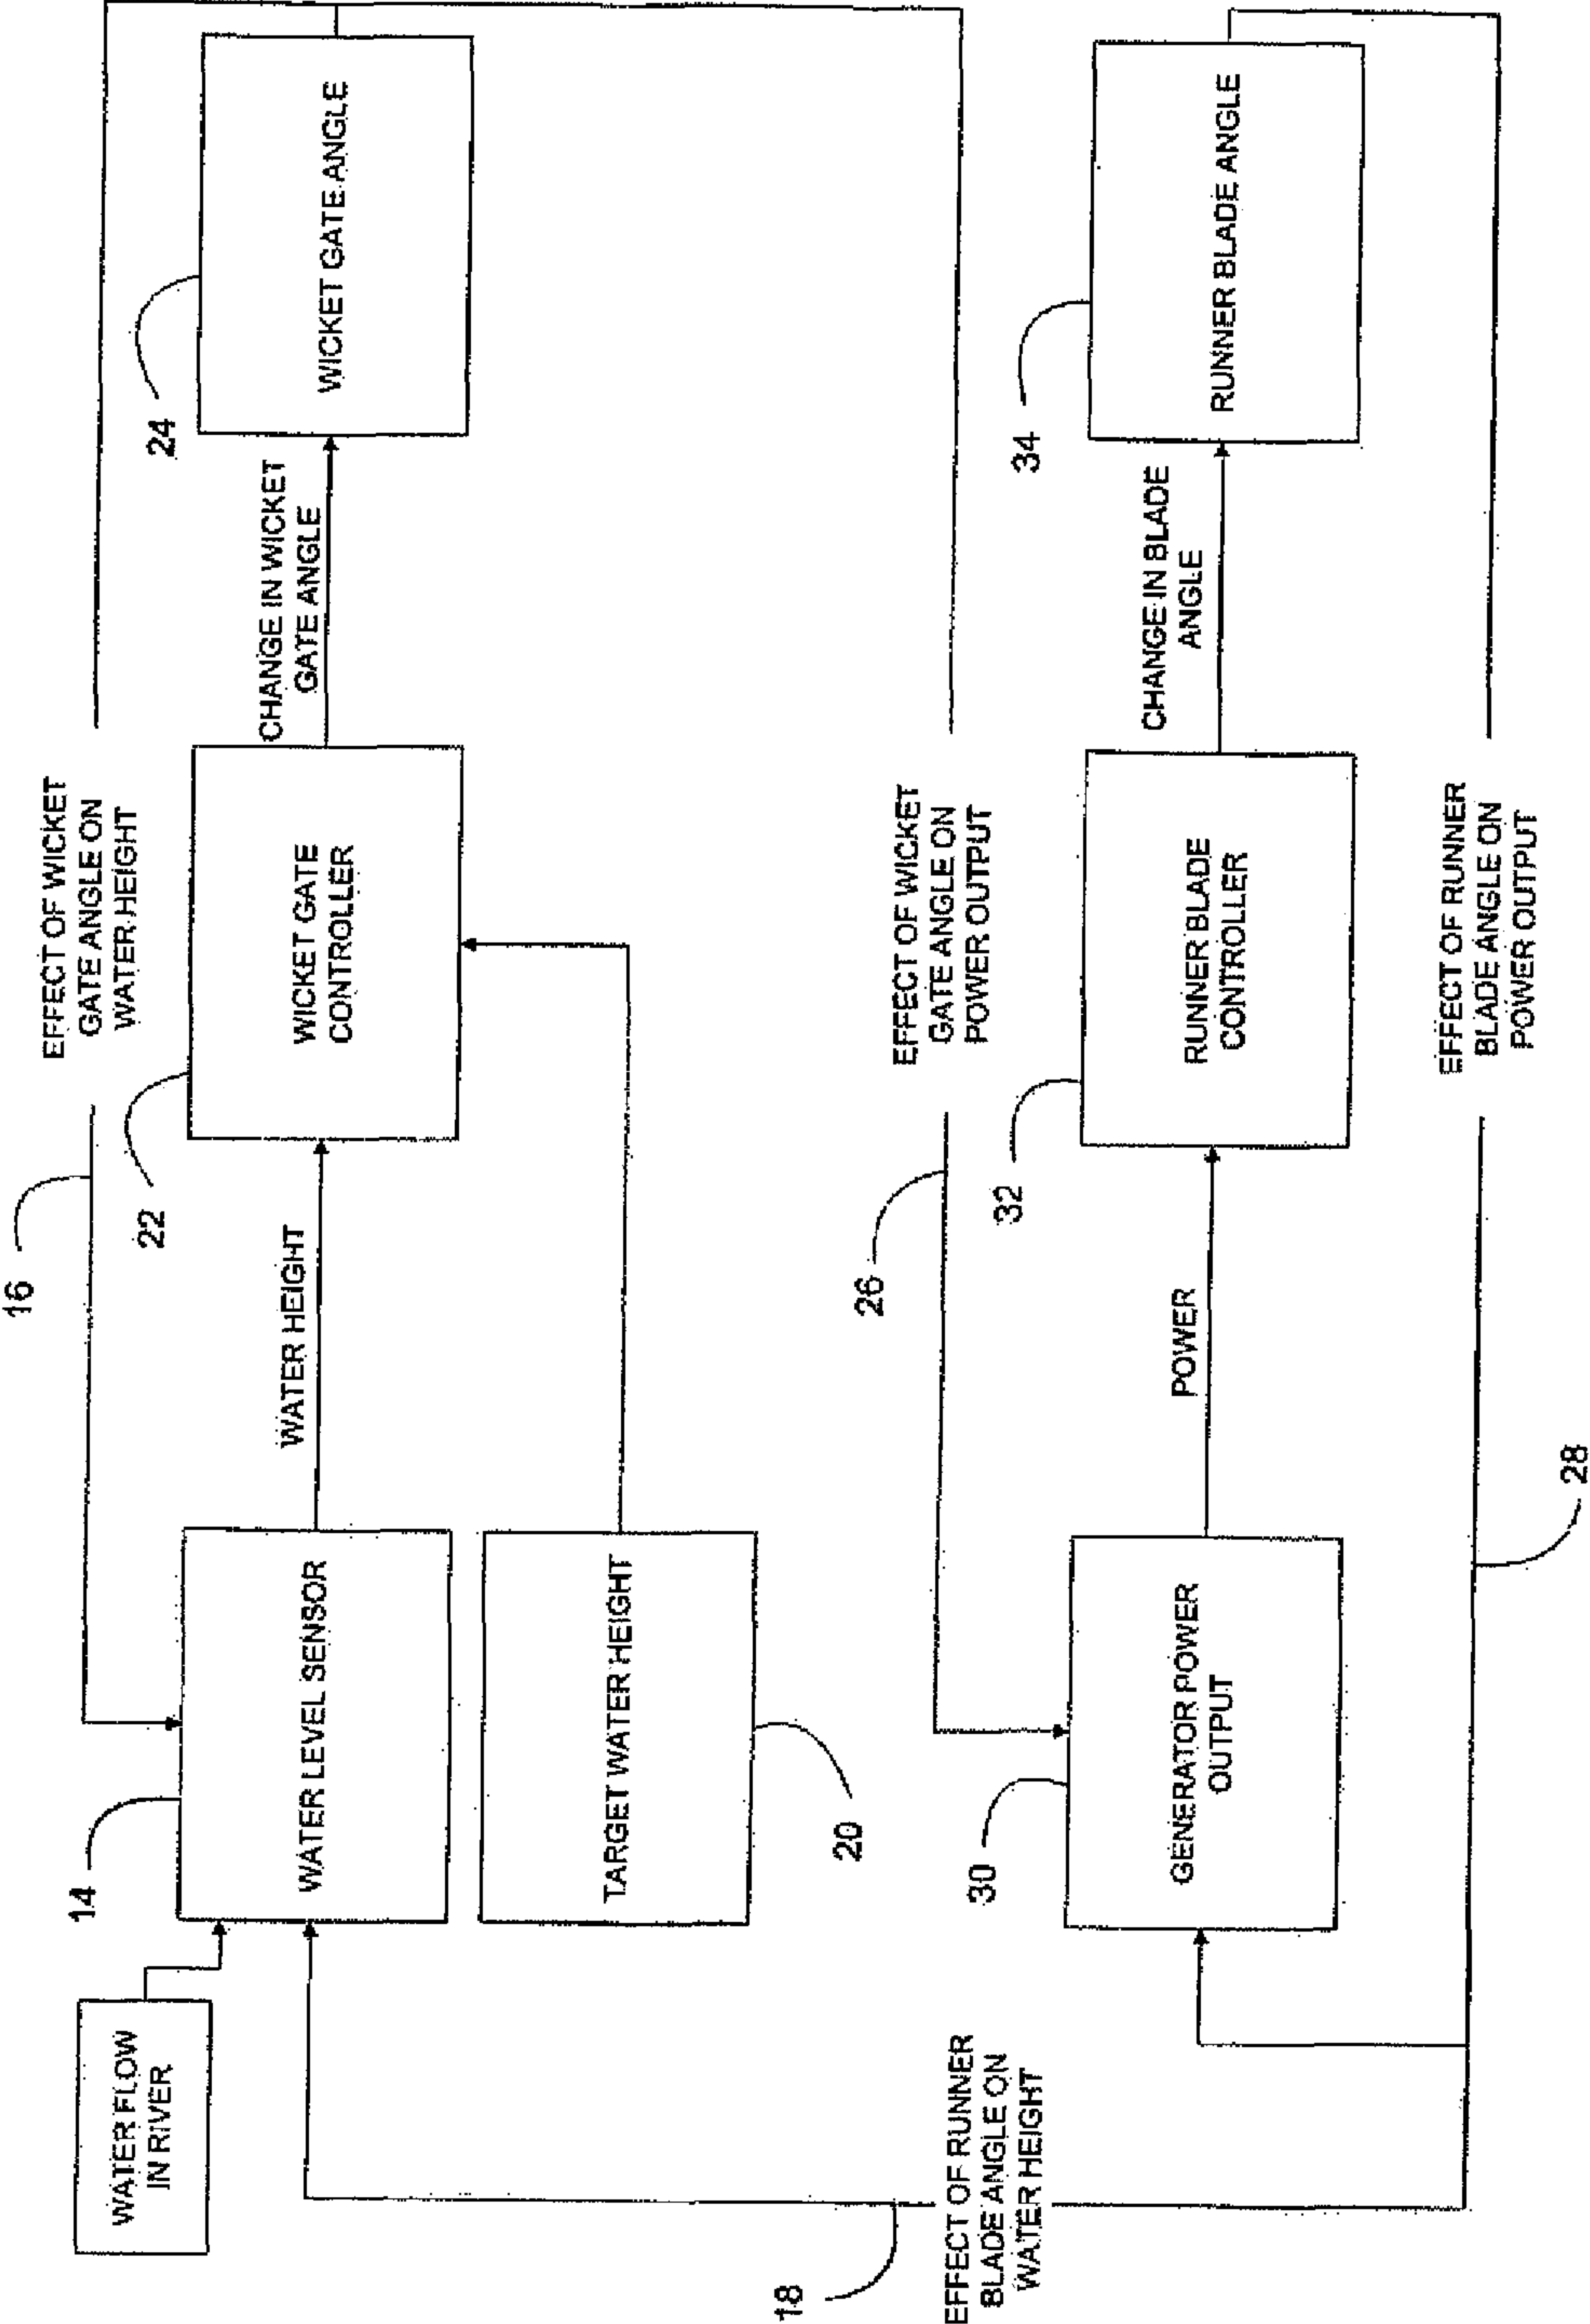 16
EFFECT OF WICKET
GATE ANGLE ON
WATER HEIGHT
WATER FLOW
IN RIVER
14
WATER LEVEL SENSOR
WATER HEIGHT
22
WICKET GATE
CONTROLLER
CHANGE IN WICKET
GATE ANGLE
24
WICKET GATE ANGLE
TARGET WATER HEIGHT
20
18
EFFECT OF RUNNER
BLADE ANGLE ON
WATER HEIGHT
26
EFFECT OF WICKET
GATE ANGLE ON
POWER OUTPUT
30
GENERATOR POWER
OUTPUT
POWER
32
RUNNER BLADE
CONTROLLER
CHANGE IN BLADE
ANGLE
34
RUNNER BLADE ANGLE
28
EFFECT OF RUNNER
BLADE ANGLE ON
POWER OUTPUT